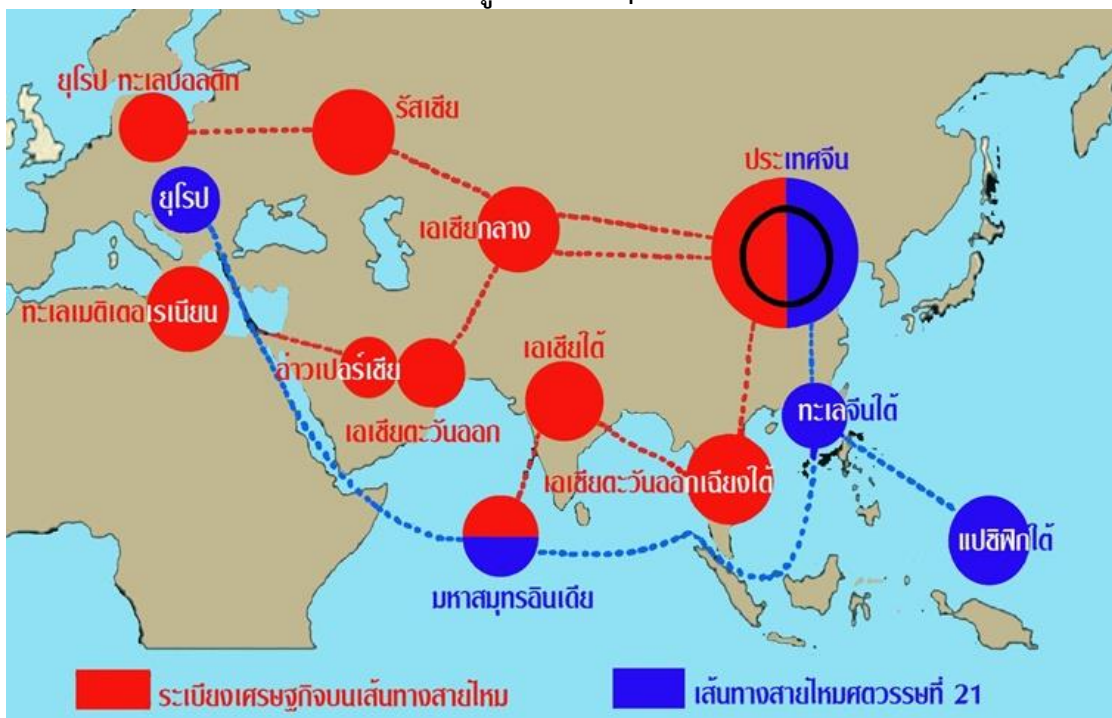 ยุโรป ทะเลบอลติก
รัสเซีย
ประเทศจีน
ยุโรป
เอเชียกลาง
ทะเลเมดิเตอเรเนียน
อ่าวเปอร์เซีย
เอเชียใต้
เอเชียตะวันออก
ทะเลจีนใต้
เอเชียตะวันออกเฉียงใต้
แปซิฟิกใต้
มหาสมุทรอินเดีย
ระเบียงเศรษฐกิจบนเส้นทางสายไหม
เส้นทางสายไหมศตวรรษที่ 21